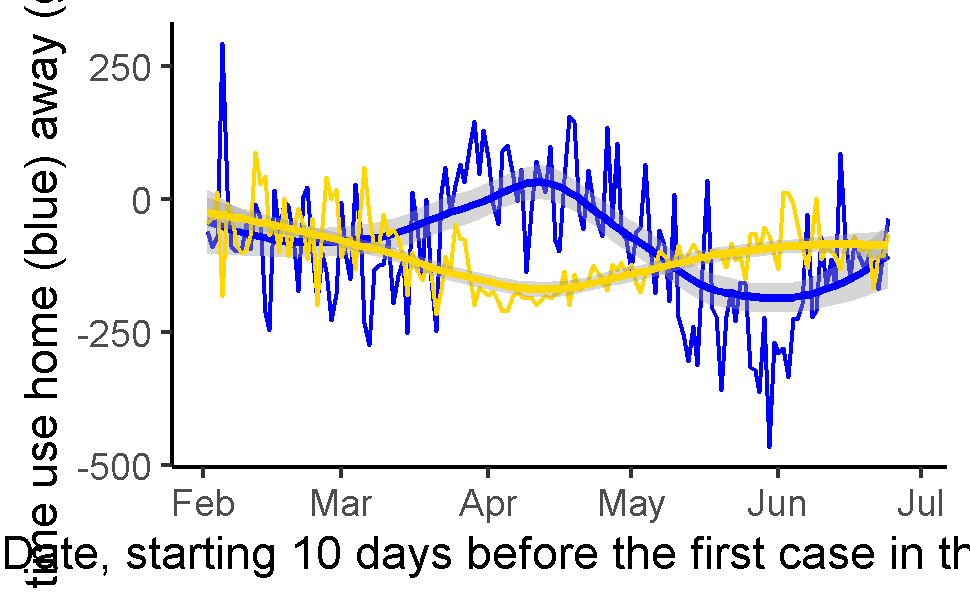 time use home (blue) away (
250
0
-250
-500
Feb Mar Apr May Jun Jul
Date, starting 10 days before the first case in th